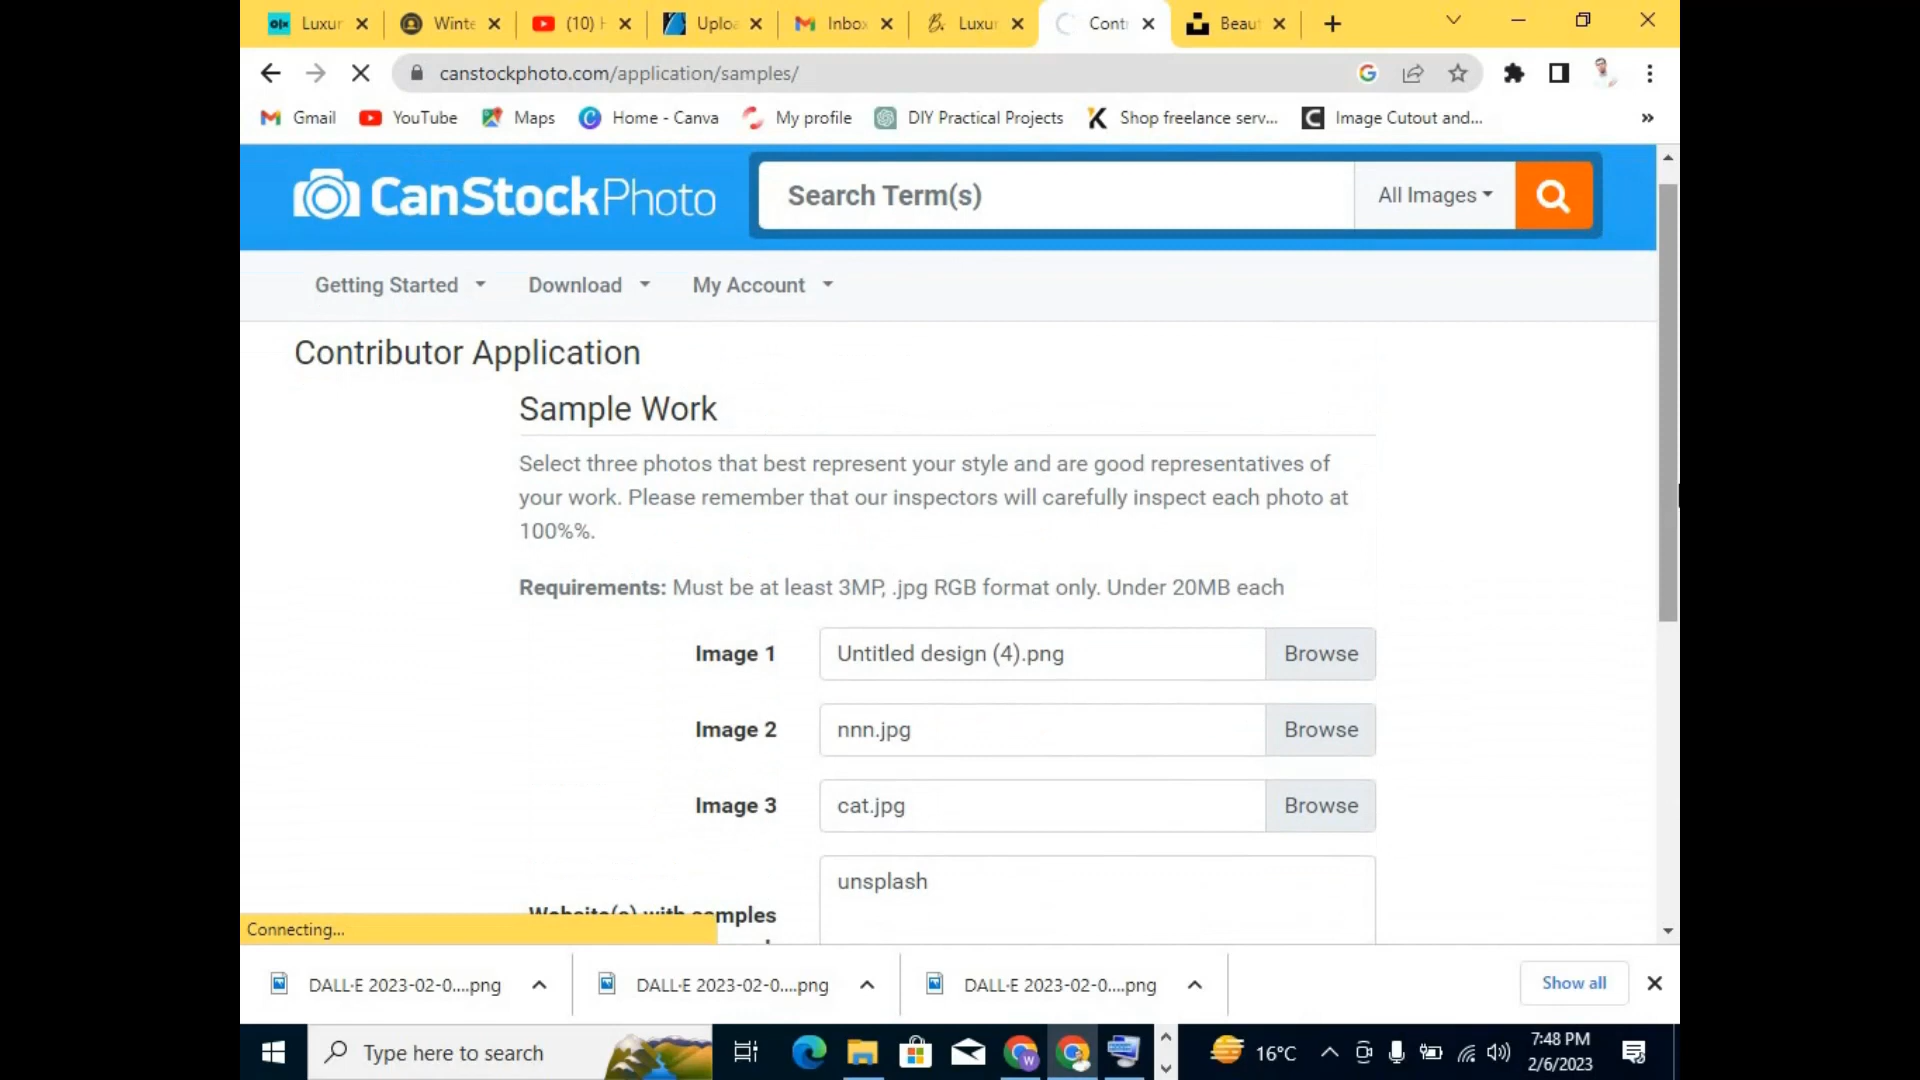 Luxur
Winte
(10) H
Uploa
Inbox
Luxur
Contr
Beaut
canstockphoto.com/application/samples/
Gmail
YouTube
Maps
Home - Canva
My profile
DIY Practical Projects
Shop freelance serv...
Image Cutout and...
CanStockPhoto
Search Term(s)
All Images
Getting Started
Download
My Account
Contributor Application
Sample Work
Select three photos that best represent your style and are good representatives of
your work. Please remember that our inspectors will carefully inspect each photo at
100%%.
Requirements: Must be at least 3MP, .jpg RGB format only. Under 20MB each
Image 1 Untitled design (4).png Browse
Image 2 nnn.jpg Browse
Image 3 cat.jpg Browse
unsplash
Website(s) with samples
Connecting...
DALL·E 2023-02-0....png
DALL·E 2023-02-0....png
DALL·E 2023-02-0....png
Show all
Type here to search
16°C
7:48 PM
2/6/2023